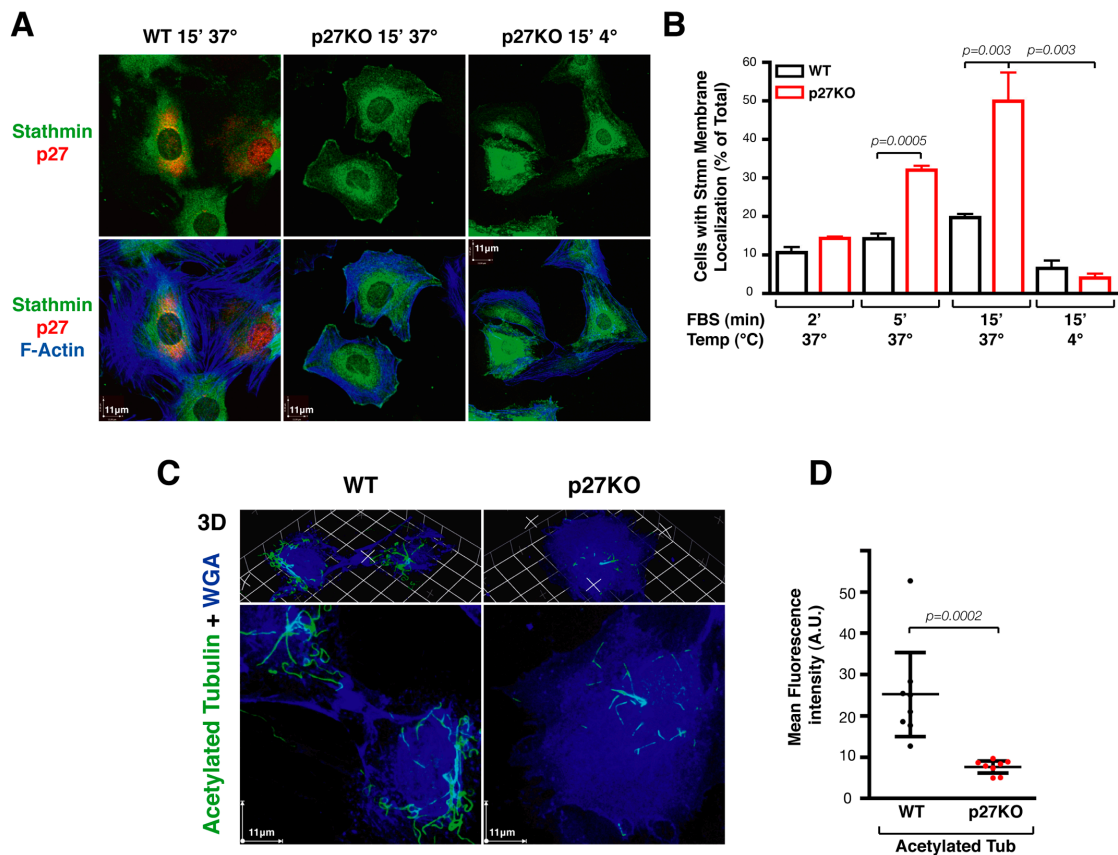 A
WT 15’ 37°
p27KO 15’ 37°
p27KO 15’ 4°
Stathmin
p27
Stathmin
p27
F-Actin
11µm
11µm
11µm
B
Cells with Stmn Membrane
Localization (% of Total)
60
50
40
30
20
10
0
WT
p27KO
p=0.0005
p=0.003
p=0.003
FBS (min)
2’
5’
15’
15’
Temp (°C)
37°
37°
37°
4°
C
WT
p27KO
3D
Acetylated Tubulin + WGA
11µm
11µm
D
Mean Fluorescence
intensity (A.U.)
50
40
30
20
10
0
p=0.0002
WT
p27KO
Acetylated Tub